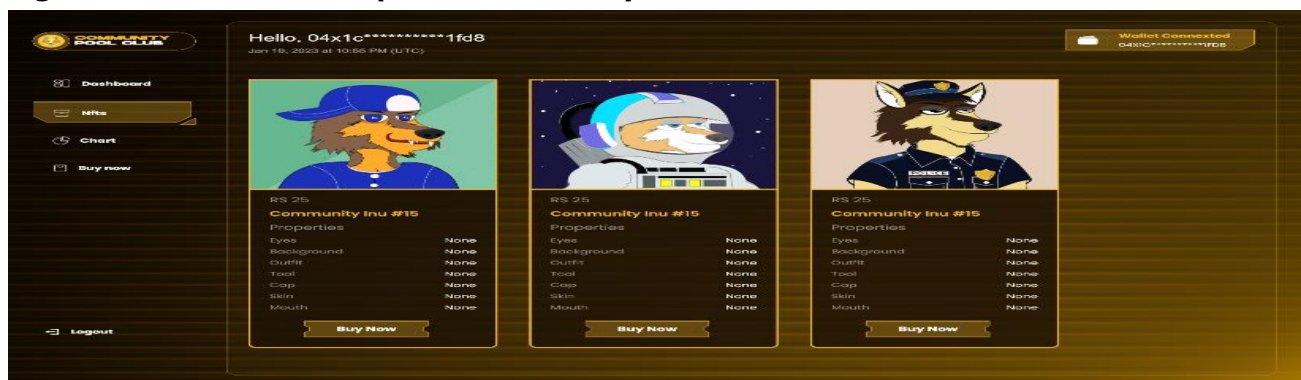 COMMUNITY
POOL CLUB
Hello, 04x1c**********1fd8
Jan 18, 2023 at 10:56 PM (UTC)
Wallet Connexted
04X1C**********1FD8
Dashboard
Nfts
Chart
Buy now
Logout
RS 25
Community Inu #15
Properties
Eyes None
Background None
Outfit None
Tool None
Cap None
Skin None
Mouth None
Buy Now
RS 25
Community Inu #15
Properties
Eyes None
Background None
Outfit None
Tool None
Cap None
Skin None
Mouth None
Buy Now
POLICE
RS 25
Community Inu #15
Properties
Eyes None
Background None
Outfit None
Tool None
Cap None
Skin None
Mouth None
Buy Now